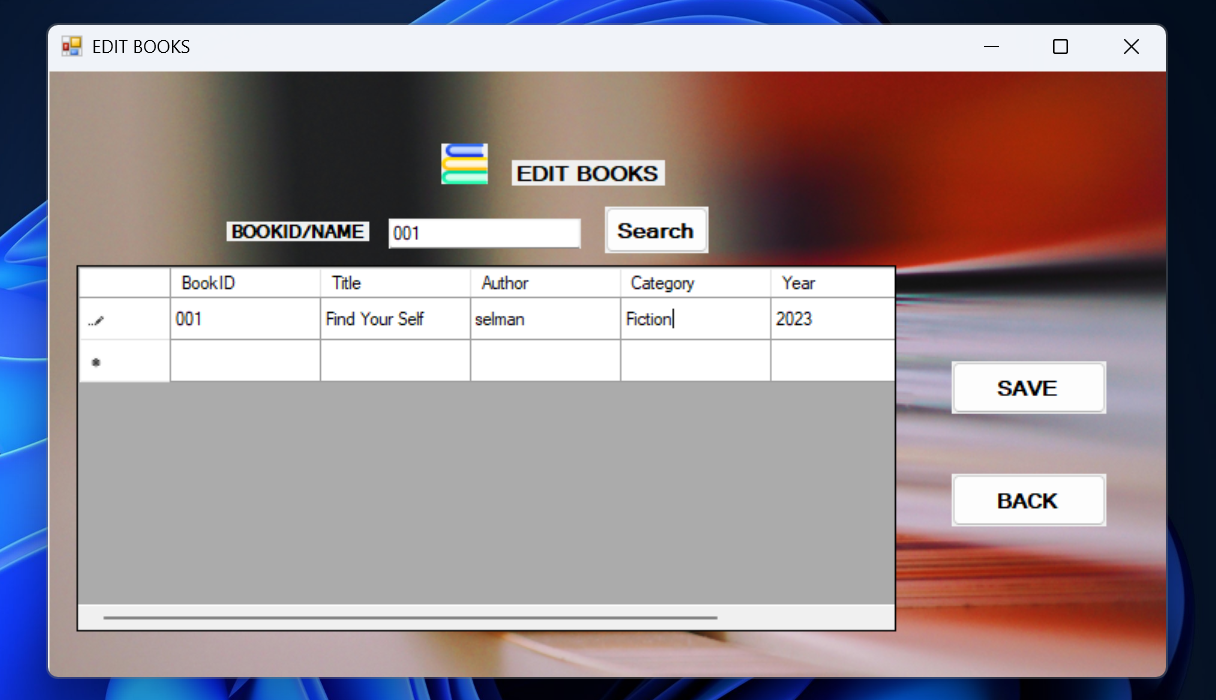 EDIT BOOKS
EDIT BOOKS
BOOKID/NAME 001 Search
BookID Title Author Category Year
001 Find Your Self selman Fiction 2023
SAVE
BACK